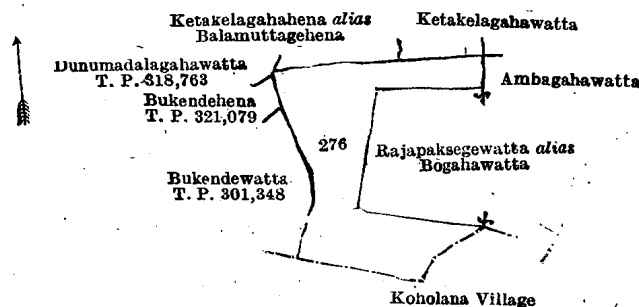 Ketakelagahahena alias
Balamuttagehena
Ketakelagahawatta
Dunumadalagahawatta
T. P. 318,763
Ambagahawatta
Bukendehena
T. P. 321,079
276
Rajapaksegewatta alias
Bogahawatta
Bukendewatta
T. P. 301,348
Koholana Village